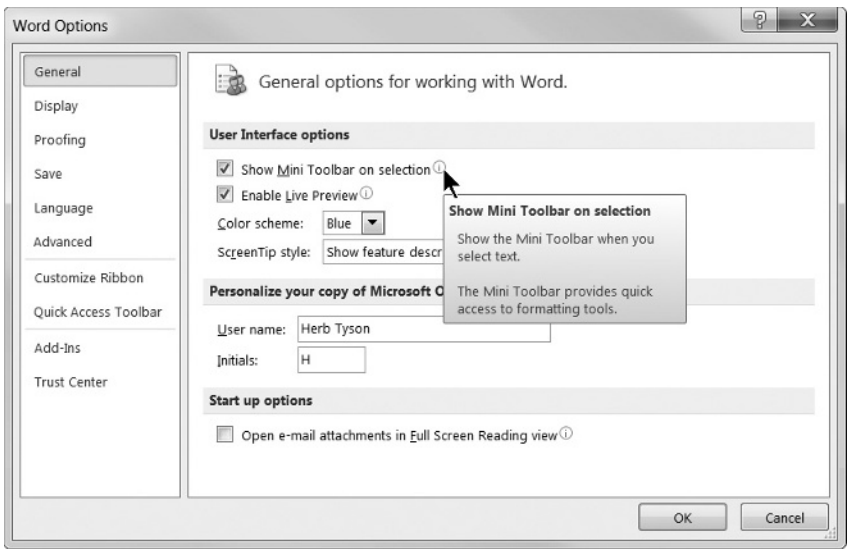 Word Options
General
Display
Proofing
Save
Language
Advanced
Customize Ribbon
Quick Access Toolbar
Add-Ins
Trust Center
General options for working with Word.
User Interface options
Show Mini Toolbar on selection
Enable Live Preview
Color scheme: Blue
ScreenTip style: Show feature descr
Show Mini Toolbar on selection
Show the Mini Toolbar when you
select text.
The Mini Toolbar provides quick
access to formatting tools.
Personalize your copy of Microsoft O
User name: Herb Tyson
Initials: H
Start up options
Open e-mail attachments in Full Screen Reading view
OK Cancel